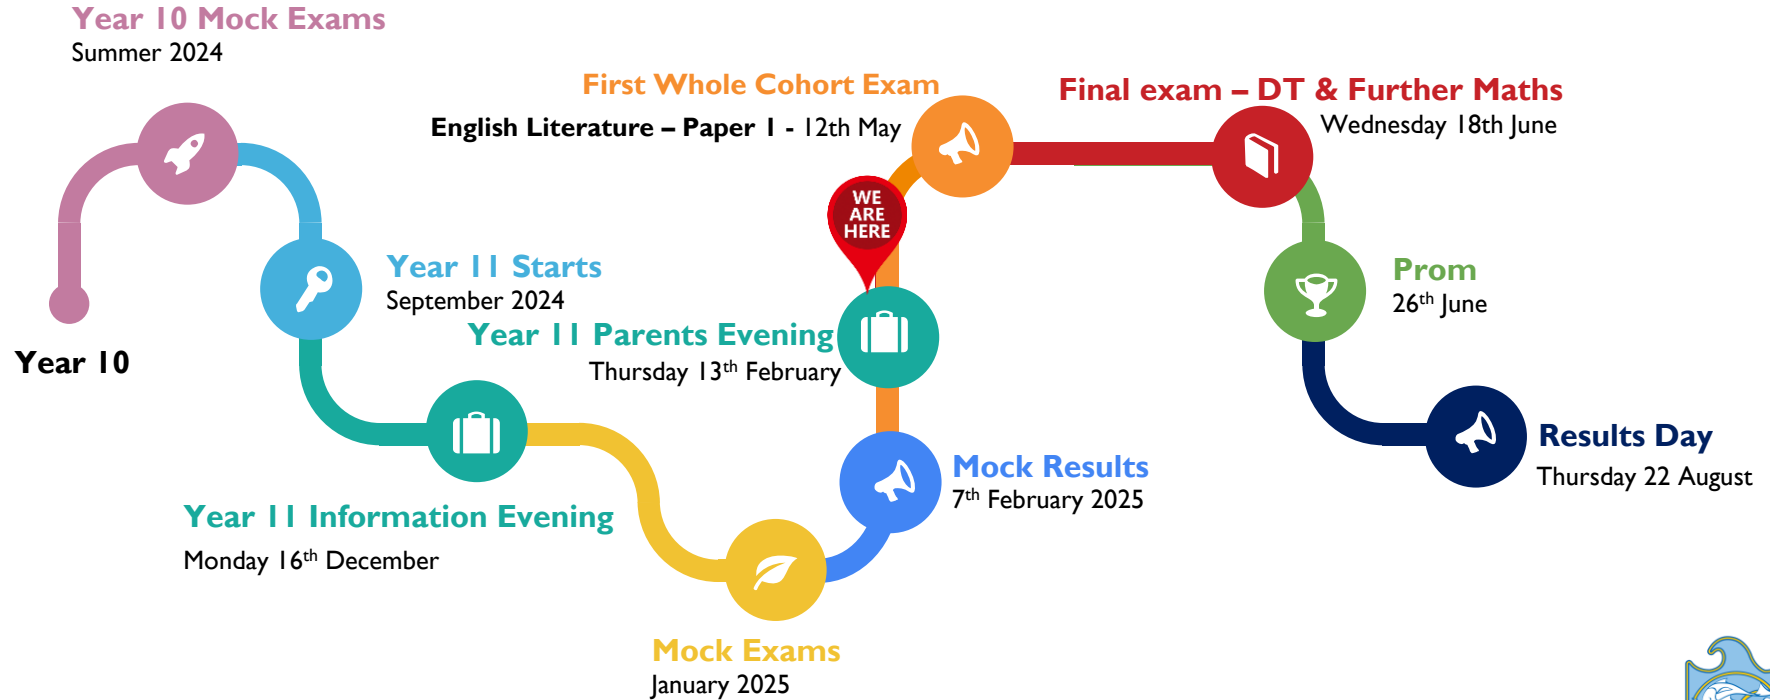 Year 10 Mock Exams
Summer 2024
Year 10
Year 11 Starts
September 2024
Year 11 Information Evening
Monday 16th December
Mock Exams
January 2025
Mock Results
7th February 2025
Year 11 Parents Evening
Thursday 13th February
WE
ARE
HERE
First Whole Cohort Exam
English Literature – Paper 1 - 12th May
Final exam – DT & Further Maths
Wednesday 18th June
Prom
26th June
Results Day
Thursday 22 August